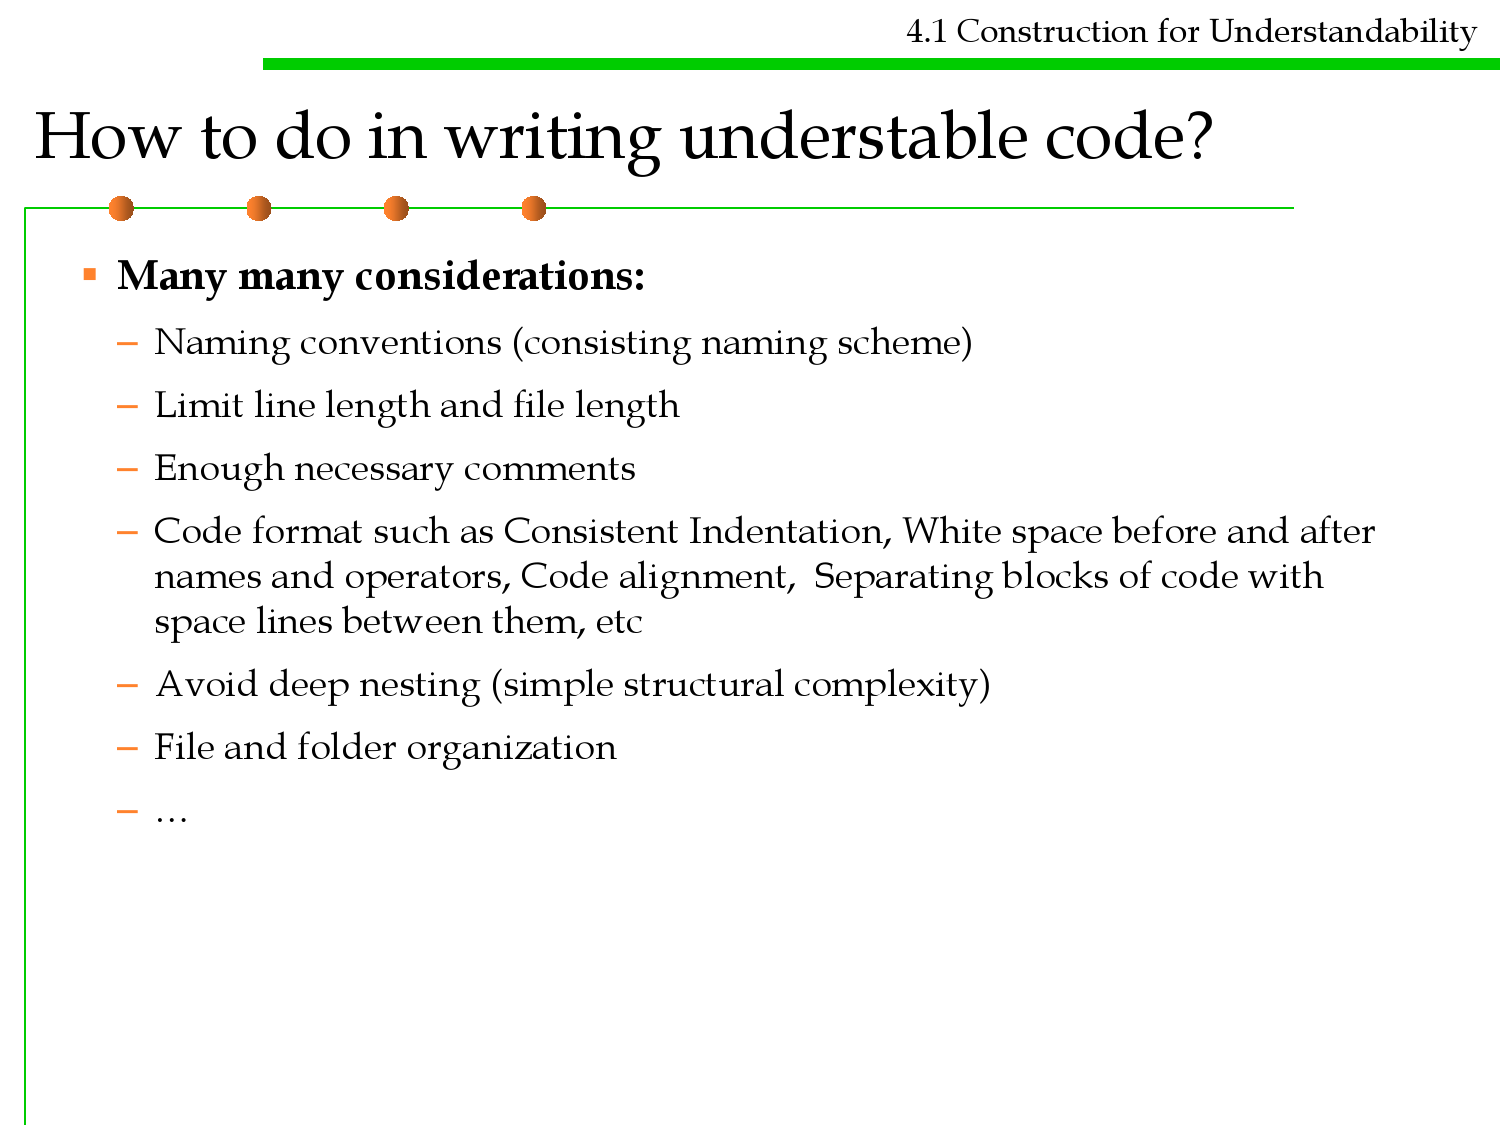 4.1 Construction for Understandability
How to do in writing understable code?
▪ Many many considerations:
– Naming conventions (consisting naming scheme)
– Limit line length and file length
– Enough necessary comments
– Code format such as Consistent Indentation, White space before and after
names and operators, Code alignment,  Separating blocks of code with
space lines between them, etc
– Avoid deep nesting (simple structural complexity)
– File and folder organization
– …